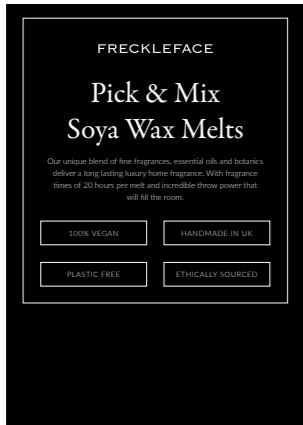 FRECKLEFACE
Pick & Mix
Soya Wax Melts
Our unique blend of fine fragrances, essential oils and botanics
deliver a long lasting luxury home fragrance. With fragrance
times of 20 hours per melt and incredible throw power that
will fill the room.
100% VEGAN
HANDMADE IN UK
PLASTIC FREE
ETHICALLY SOURCED